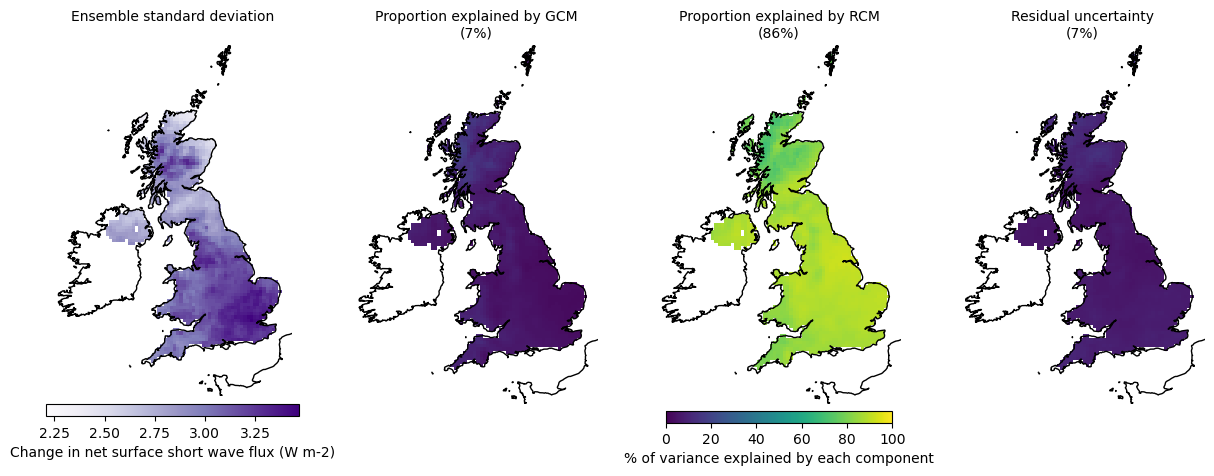 Ensemble standard deviation
Proportion explained by GCM
(7%)
Proportion explained by RCM
(86%)
Residual uncertainty
(7%)
2.25 2.50 2.75 3.00 3.25
Change in net surface short wave flux (W m-2)
0 20 40 60 80 100
% of variance explained by each component